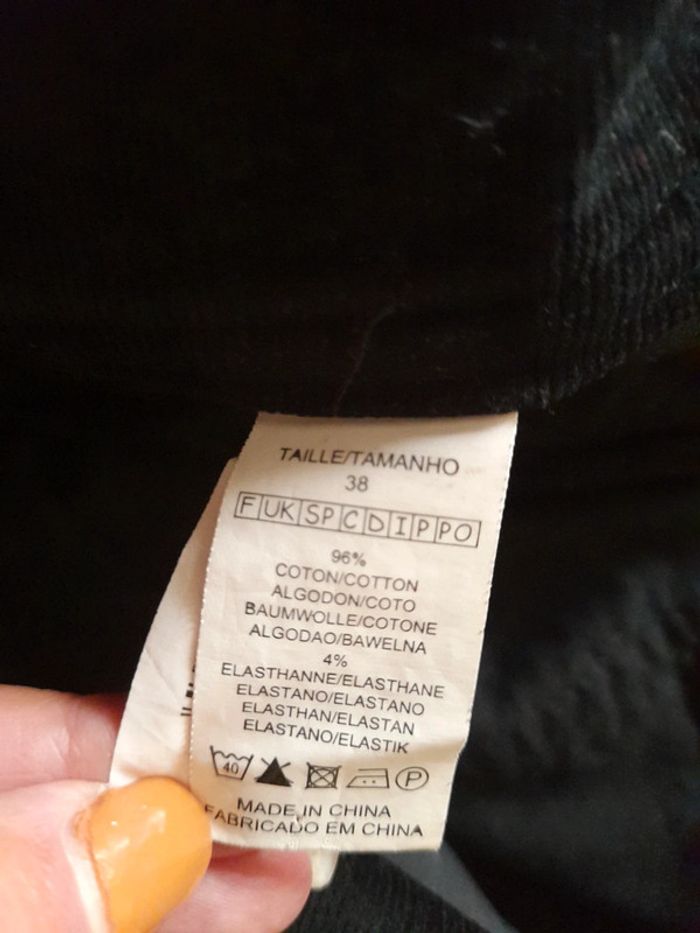 TAILLE/TAMANHO
38
F UK SP C D I P PO
96%
COTON/COTTON
ALGODON/COTO
BAUMWOLLE/COTONE
ALGODAO/BAWELNA
4%
ELASTHANNE/ELASTHANE
ELASTANO/ELASTANO
ELASTHAN/ELASTAN
ELASTANO/ELASTIK
40 P
MADE IN CHINA
FABRICADO EM CHINA